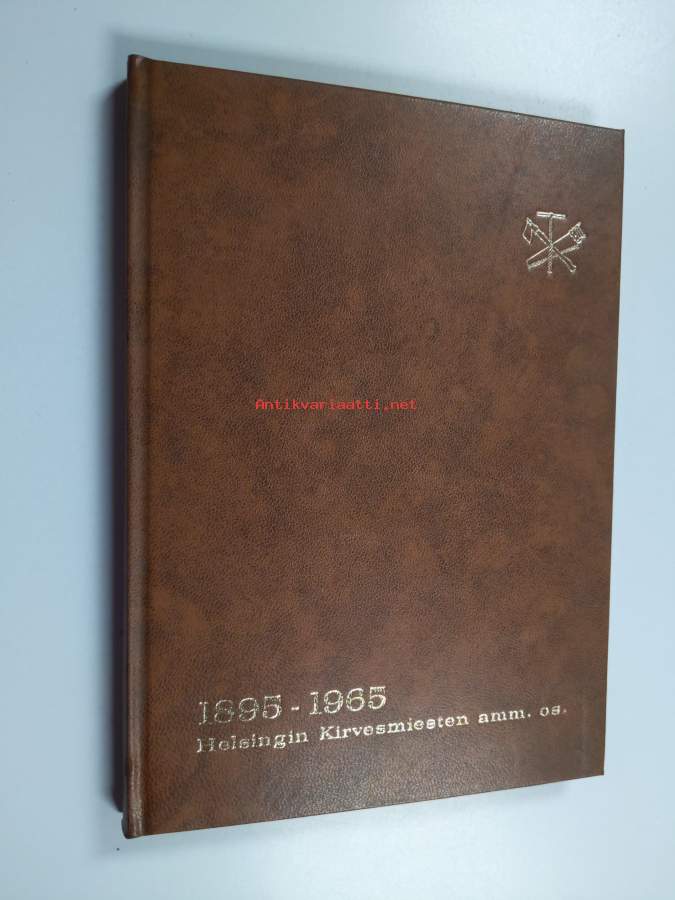 Antikvariaatti.net
1895 - 1965
Helsingin Kirvesmiesten amm. os.